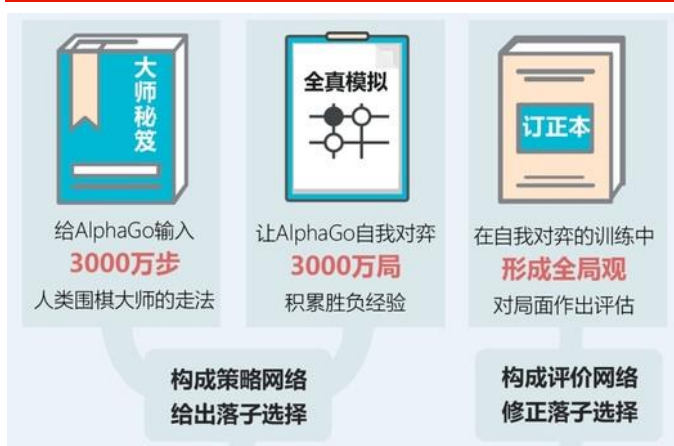 大师秘笈
给AlphaGo输入
3000万步
人类围棋大师的走法
全真模拟
让AlphaGo自我对弈
3000万局
积累胜负经验
订正本
在自我对弈的训练中
形成全局观
对局面作出评估
构成策略网络
给出落子选择
构成评价网络
修正落子选择